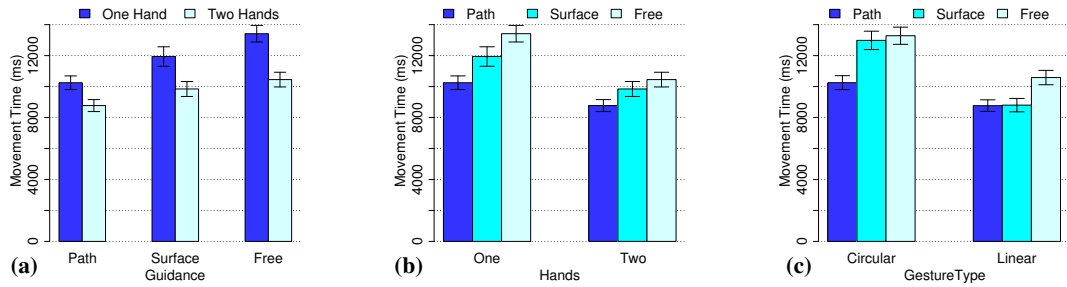 One Hand Two Hands
Movement Time (ms)
0 4000 8000 12000
Path Surface Free
Guidance
(a)
Path Surface Free
Movement Time (ms)
0 4000 8000 12000
One Two
Hands
(b)
Path Surface Free
Movement Time (ms)
0 4000 8000 12000
Circular Linear
GestureType
(c)